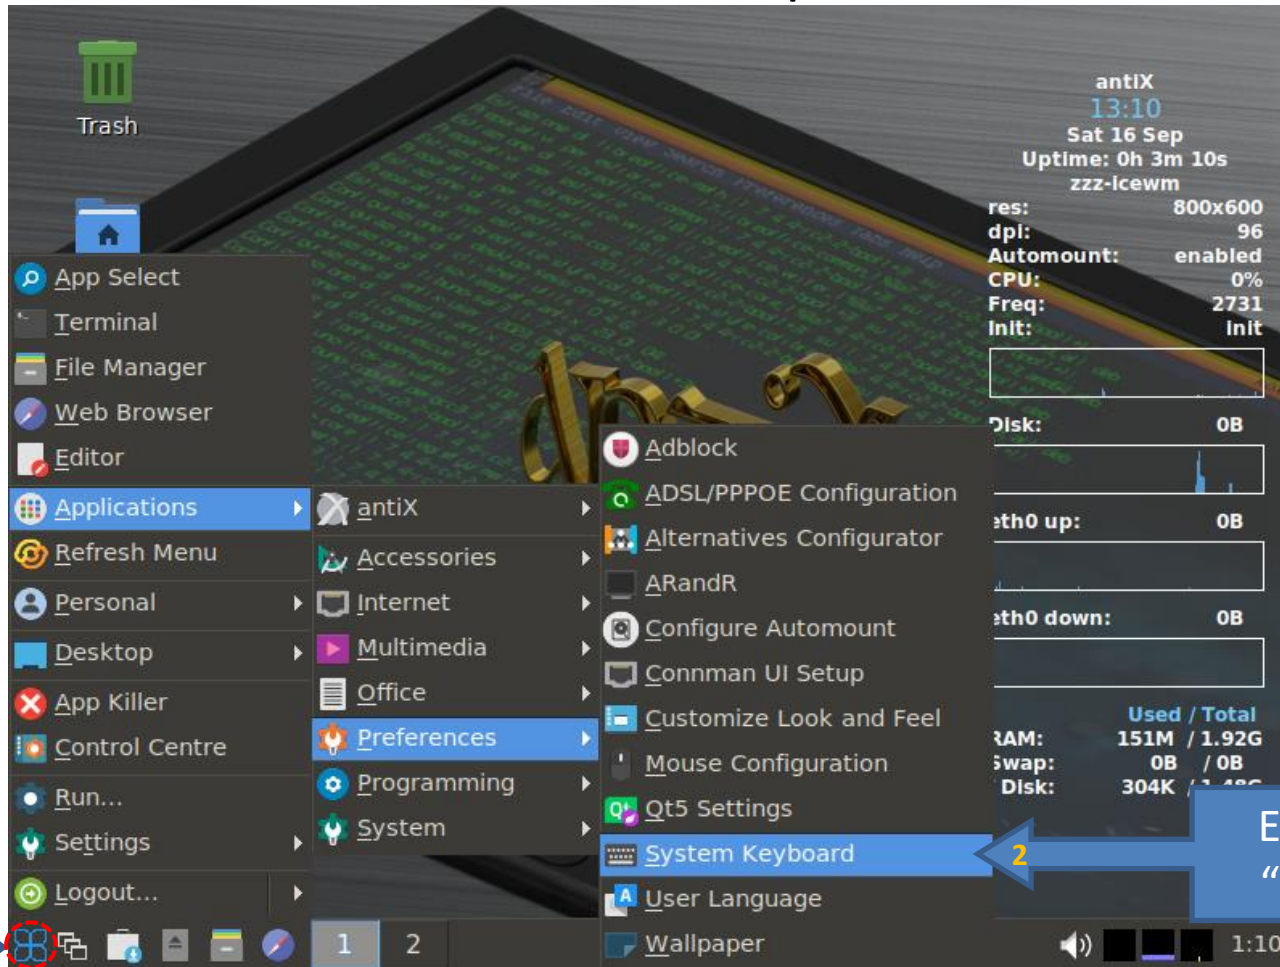 Trash
antiX
13:10
Sat 16 Sep
Uptime: 0h 3m 10s
zzz-icewm
res: 800x600
dpi: 96
Automount: enabled
CPU: 0%
Freq: 2731
Init: init
Disk: 0B
eth0 up: 0B
eth0 down: 0B
Used / Total
RAM: 151M / 1.92G
Swap: 0B / 0B
Disk: 304K / 1.48G
App Select
Terminal
File Manager
Web Browser
Editor
Applications
Refresh Menu
Personal
Desktop
App Killer
Control Centre
Run...
Settings
Logout...
antiX
Accessories
Internet
Multimedia
Office
Preferences
Programming
System
Adblock
ADSL/PPPOE Configuration
Alternatives Configurator
ARandR
Configure Automount
Connman UI Setup
Customize Look and Feel
Mouse Configuration
Qt5 Settings
System Keyboard
User Language
Wallpaper
2
E
“
1 2
1:10